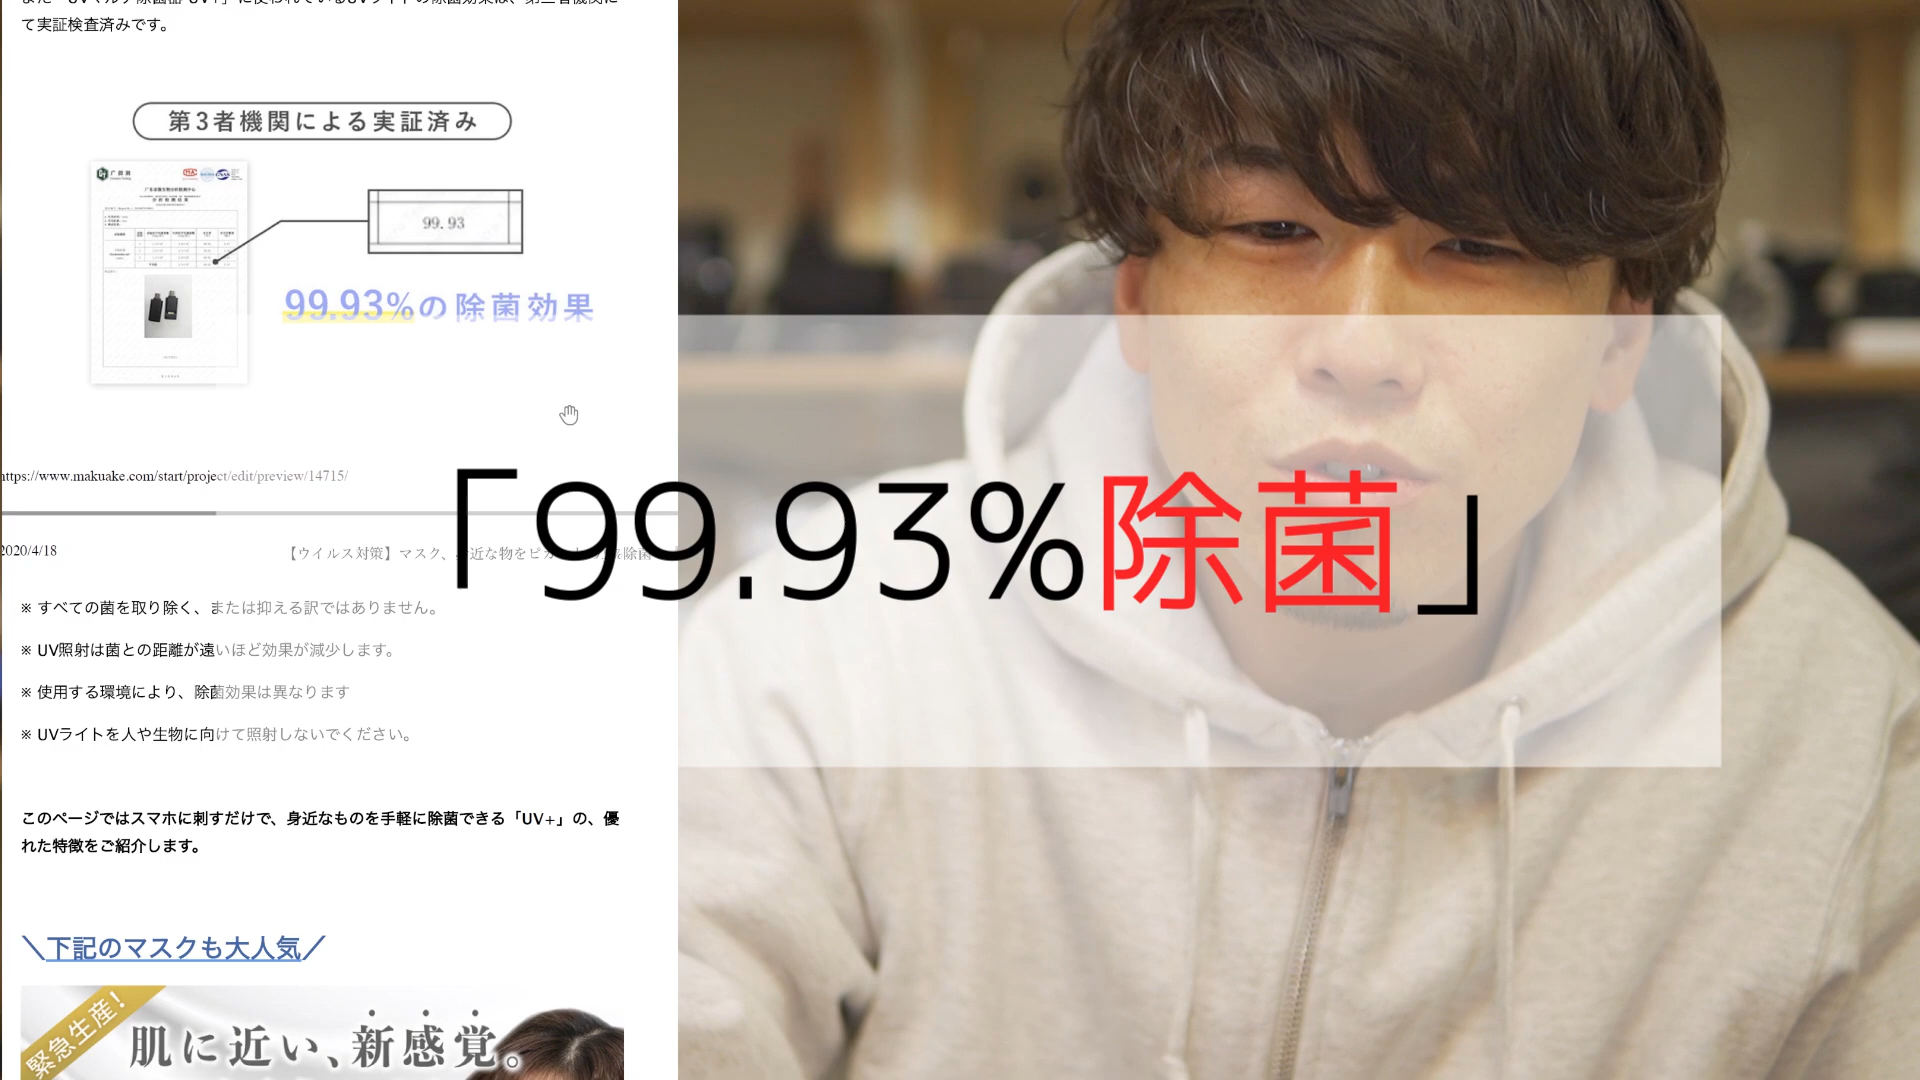 て実証検査済みです。
第3者機関による実証済み
99.93
99.93%の除菌効果
https://www.makuake.com/start/project/edit/preview/14715/
「99.93%除菌」
2020/4/18
※ すべての菌を取り除く、または抑える訳ではありません。
※ UV照射は菌との距離が遠いほど効果が減少します。
※ 使用する環境により、除菌効果は異なります
※ UVライトを人や生物に向けて照射しないでください。
このページではスマホに刺すだけで、身近なものを手軽に除菌できる「UV+」の、優
れた特徴をご紹介します。
＼下記のマスクも大人気／
緊急生産!
肌に近い、新感覚。